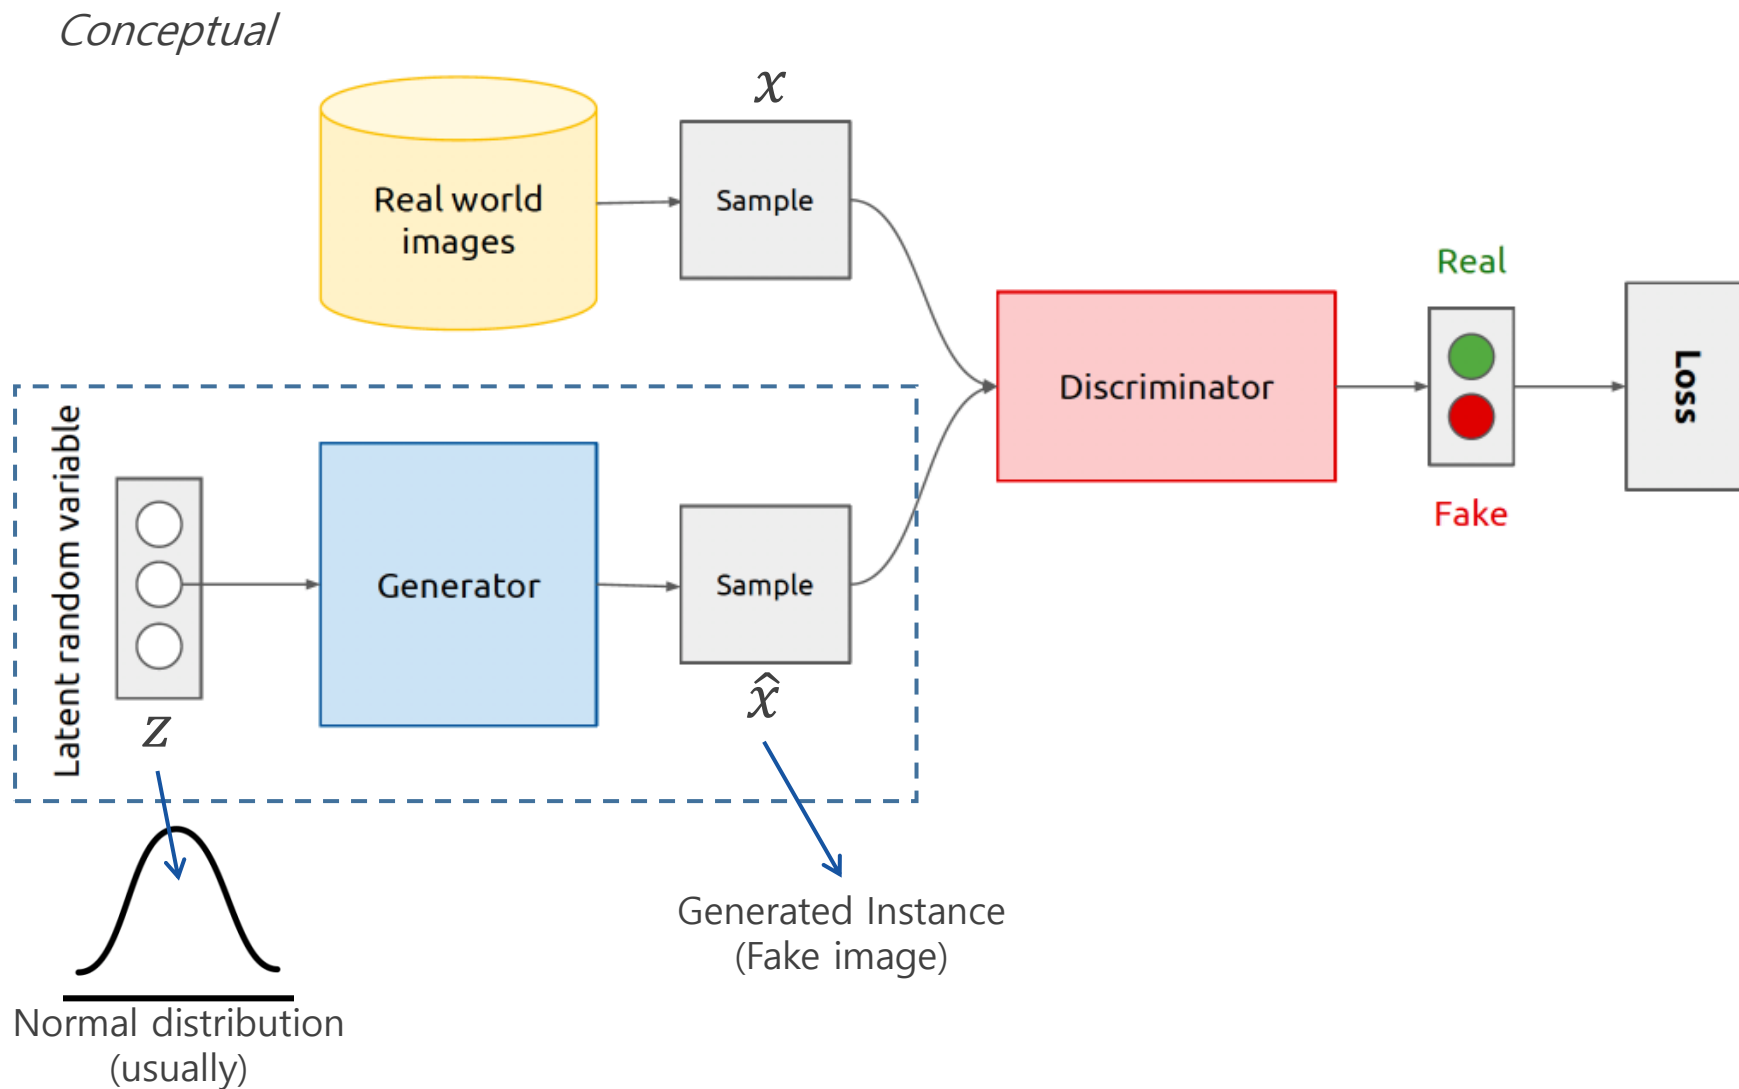 Conceptual
x
Real world
images
Sample
Real
Discriminator
Loss
Fake
Latent random variable
Generator
Sample
z
x̂
Generated Instance
(Fake image)
Normal distribution
(usually)